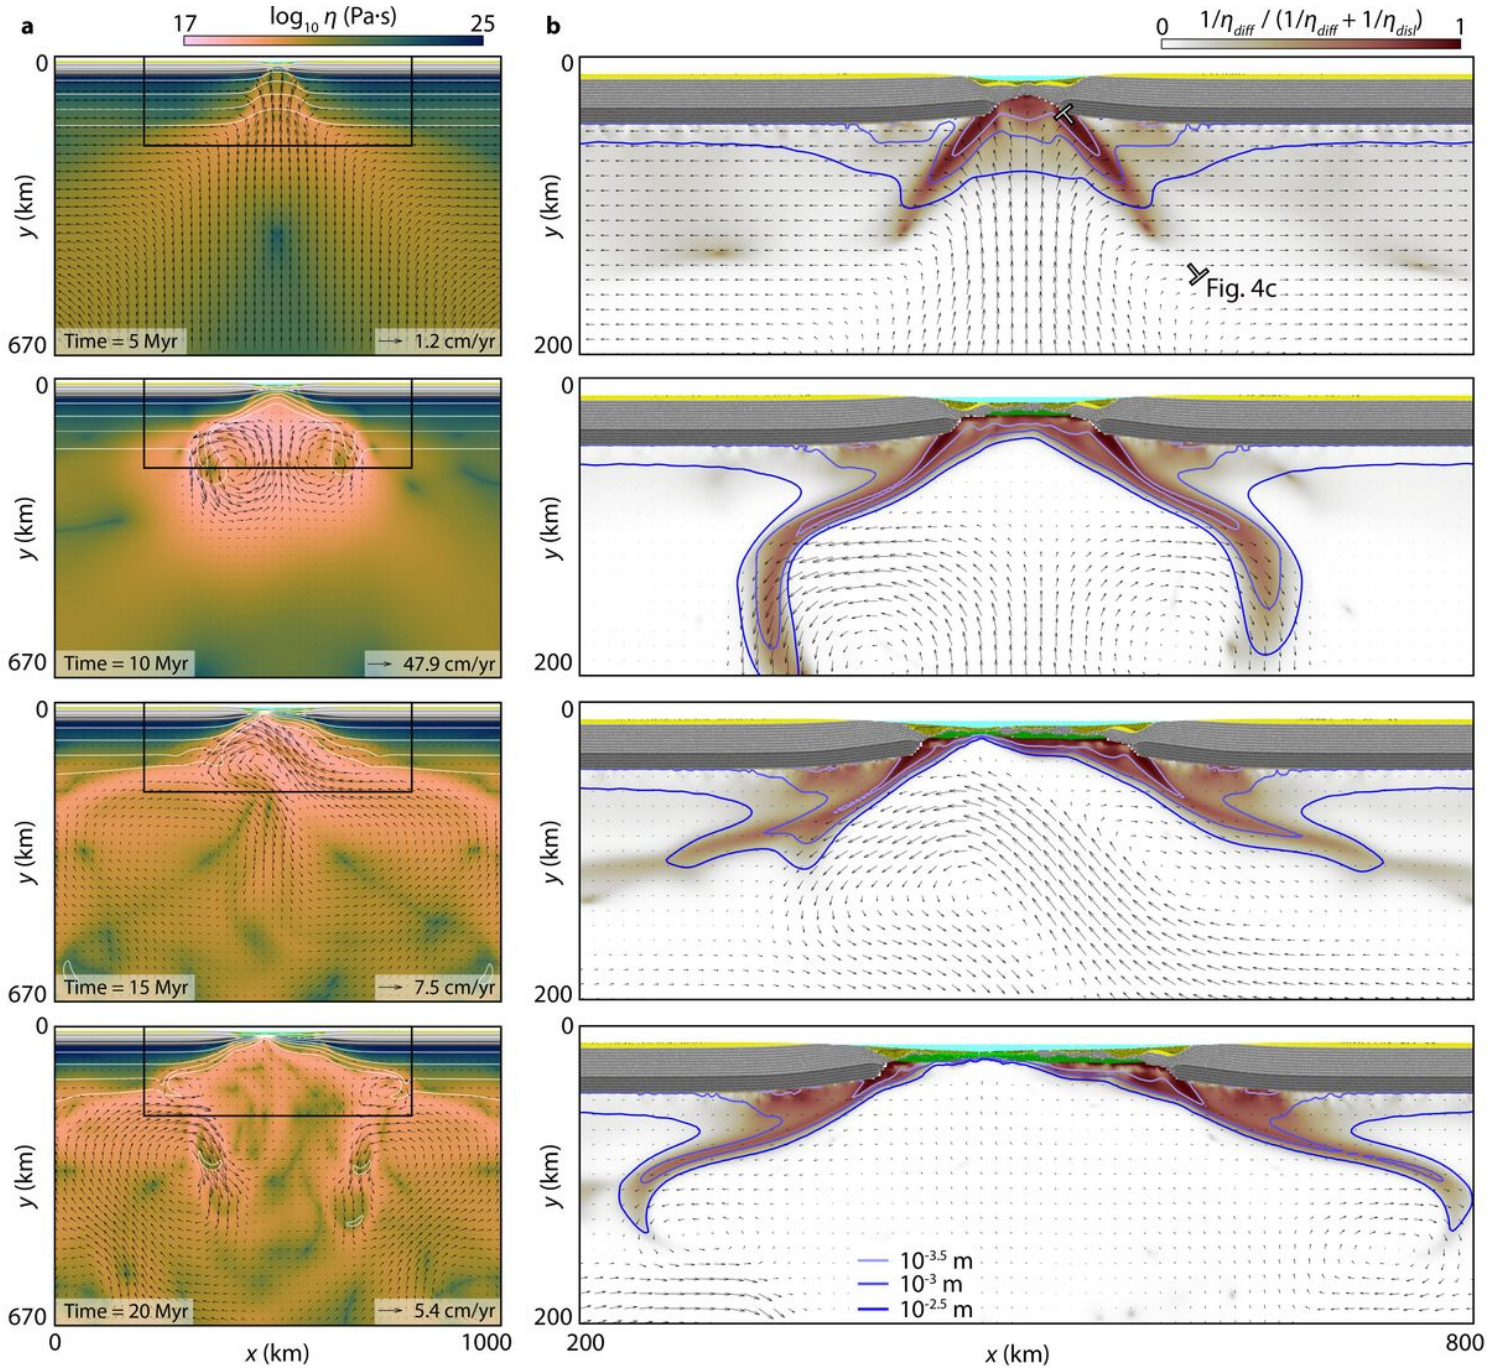 a
log₁₀ η (Pa·s)
17
25
b
1/η_diff / (1/η_diff + 1/η_disl)
0
1
0
y (km)
670
Time = 5 Myr
1.2 cm/yr
0
y (km)
200
Fig. 4c
0
y (km)
670
Time = 10 Myr
47.9 cm/yr
0
y (km)
200
0
y (km)
670
Time = 15 Myr
7.5 cm/yr
0
y (km)
200
0
y (km)
670
Time = 20 Myr
5.4 cm/yr
0
x (km)
1000
0
y (km)
200
10⁻³·⁵ m
10⁻³ m
10⁻²·⁵ m
200
x (km)
800